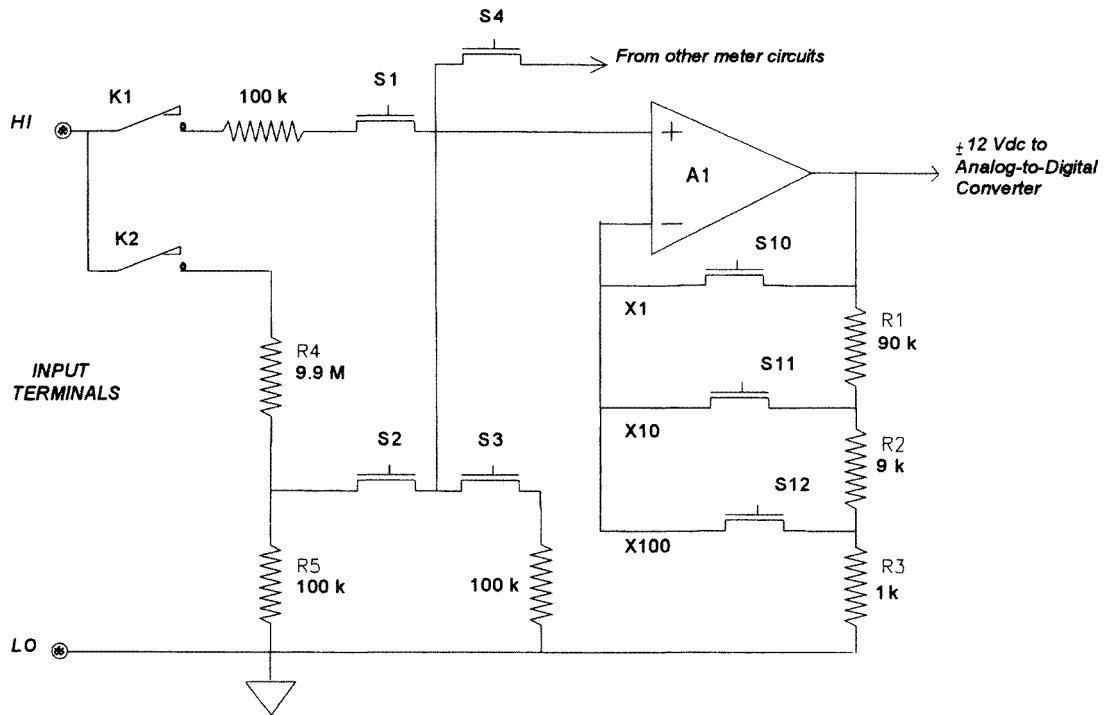 S4
From other meter circuits
K1
100 k
S1
HI
+
A1
±12 Vdc to
Analog-to-Digital
Converter
K2
−
S10
X1
R1
90 k
R4
9.9 M
INPUT
TERMINALS
S11
X10
S2
S3
R2
9 k
S12
X100
R5
100 k
100 k
R3
1 k
LO